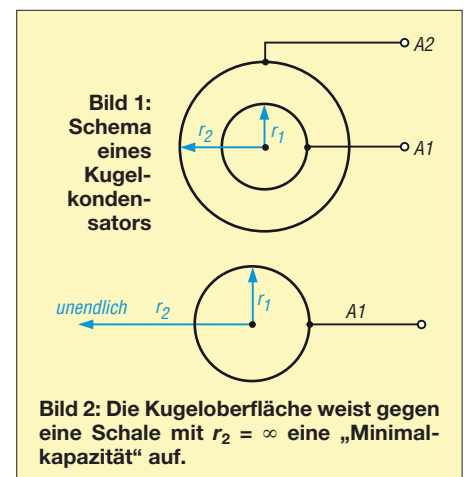 A2
Bild 1:
Schema
eines
Kugel-
konden-
sators
r2
r1
A1
unendlich
r2
r1
A1
Bild 2: Die Kugeloberfläche weist gegen
eine Schale mit r2 = ∞ eine „Minimal-
kapazität“ auf.